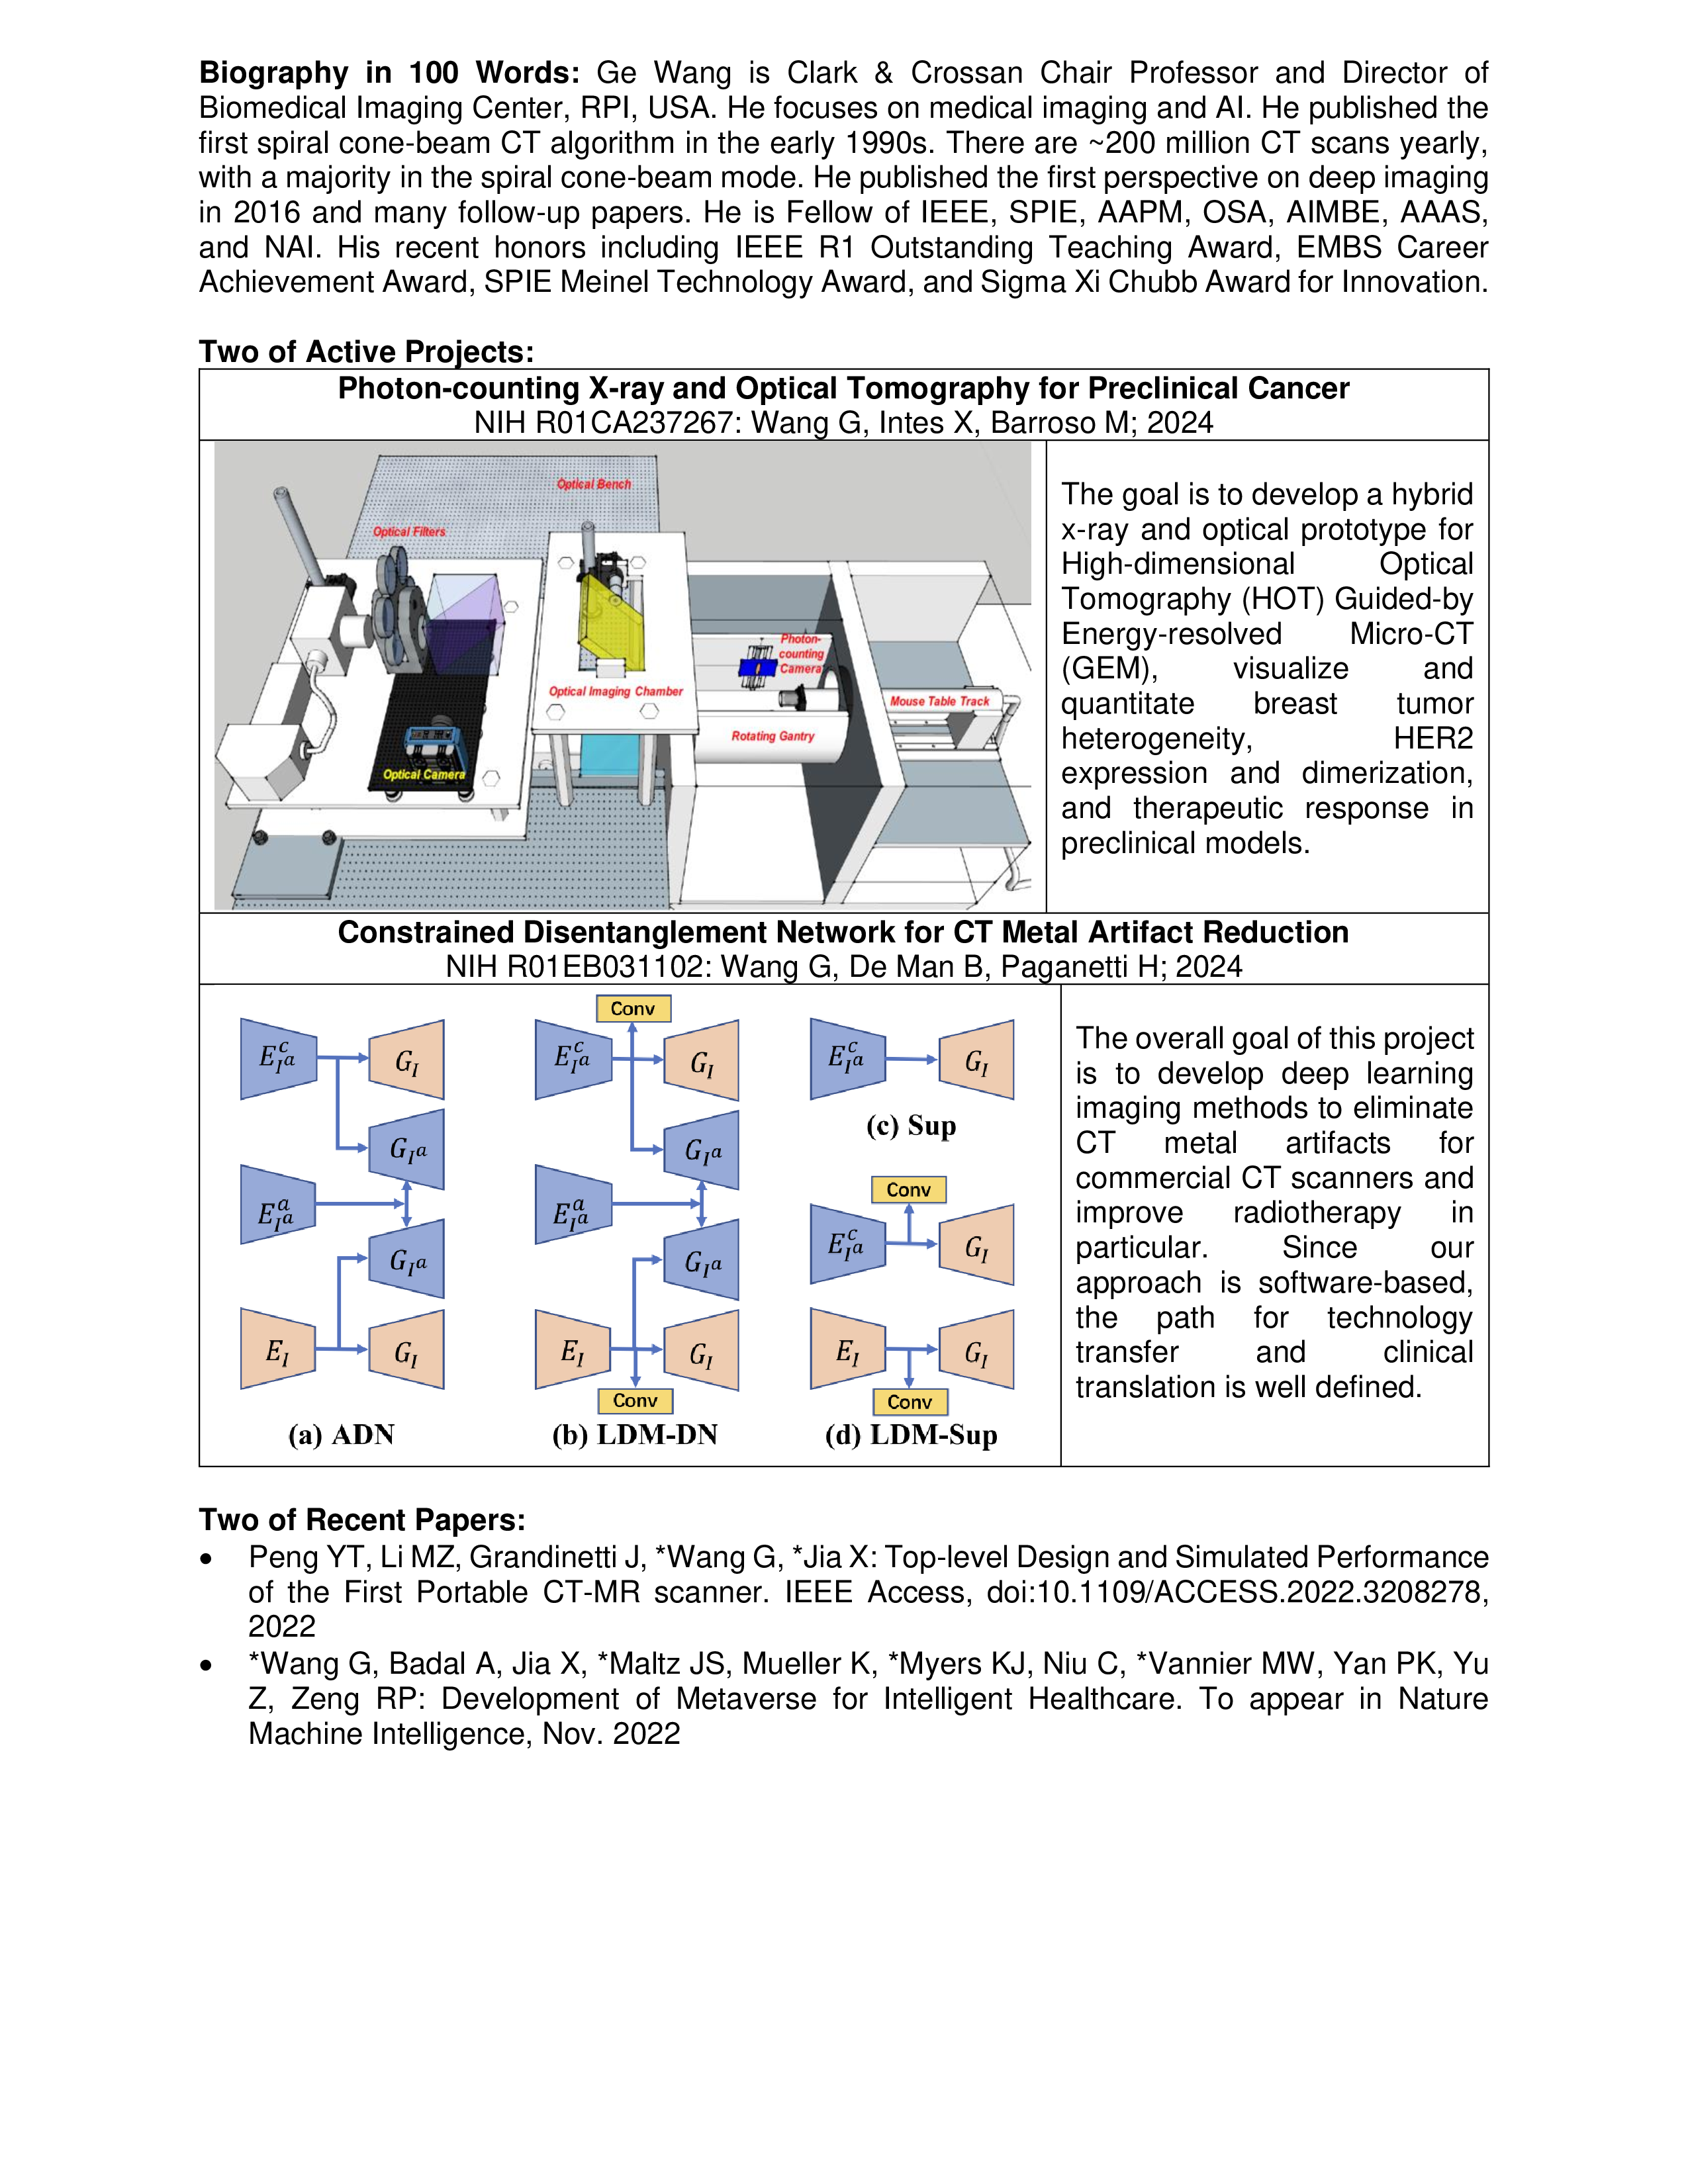 Biography in 100 Words: Ge Wang is Clark & Crossan Chair Professor and Director of
Biomedical Imaging Center, RPI, USA. He focuses on medical imaging and AI. He published the
first spiral cone-beam CT algorithm in the early 1990s. There are ~200 million CT scans yearly,
with a majority in the spiral cone-beam mode. He published the first perspective on deep imaging
in 2016 and many follow-up papers. He is Fellow of IEEE, SPIE, AAPM, OSA, AIMBE, AAAS,
and NAI. His recent honors including IEEE R1 Outstanding Teaching Award, EMBS Career
Achievement Award, SPIE Meinel Technology Award, and Sigma Xi Chubb Award for Innovation.
Two of Active Projects:
Photon-counting X-ray and Optical Tomography for Preclinical Cancer
NIH R01CA237267: Wang G, Intes X, Barroso M; 2024
Optical Bench
Optical Filters
Photon-
counting
Camera
Optical Imaging Chamber
Mouse Table Track
Rotating Gantry
Optical Camera
The goal is to develop a hybrid
x-ray and optical prototype for
High-dimensional Optical
Tomography (HOT) Guided-by
Energy-resolved Micro-CT
(GEM), visualize and
quantitate breast tumor
heterogeneity, HER2
expression and dimerization,
and therapeutic response in
preclinical models.
Constrained Disentanglement Network for CT Metal Artifact Reduction
NIH R01EB031102: Wang G, De Man B, Paganetti H; 2024
E_{I^a}^c
G_I
G_{I^a}
E_{I^a}^a
G_{I^a}
E_I
G_I
(a) ADN
Conv
E_{I^a}^c
G_I
G_{I^a}
E_{I^a}^a
G_{I^a}
E_I
G_I
Conv
(b) LDM-DN
E_{I^a}^c
G_I
(c) Sup
Conv
E_{I^a}^c
G_I
E_I
G_I
Conv
(d) LDM-Sup
The overall goal of this project
is to develop deep learning
imaging methods to eliminate
CT metal artifacts for
commercial CT scanners and
improve radiotherapy in
particular. Since our
approach is software-based,
the path for technology
transfer and clinical
translation is well defined.
Two of Recent Papers:
• Peng YT, Li MZ, Grandinetti J, *Wang G, *Jia X: Top-level Design and Simulated Performance
of the First Portable CT-MR scanner. IEEE Access, doi:10.1109/ACCESS.2022.3208278,
2022
• *Wang G, Badal A, Jia X, *Maltz JS, Mueller K, *Myers KJ, Niu C, *Vannier MW, Yan PK, Yu
Z, Zeng RP: Development of Metaverse for Intelligent Healthcare. To appear in Nature
Machine Intelligence, Nov. 2022